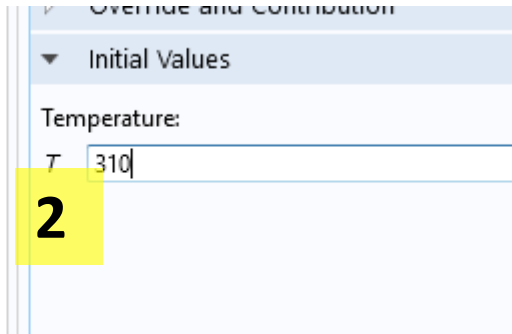 Override and Contribution
Initial Values
Temperature:
T 310
2